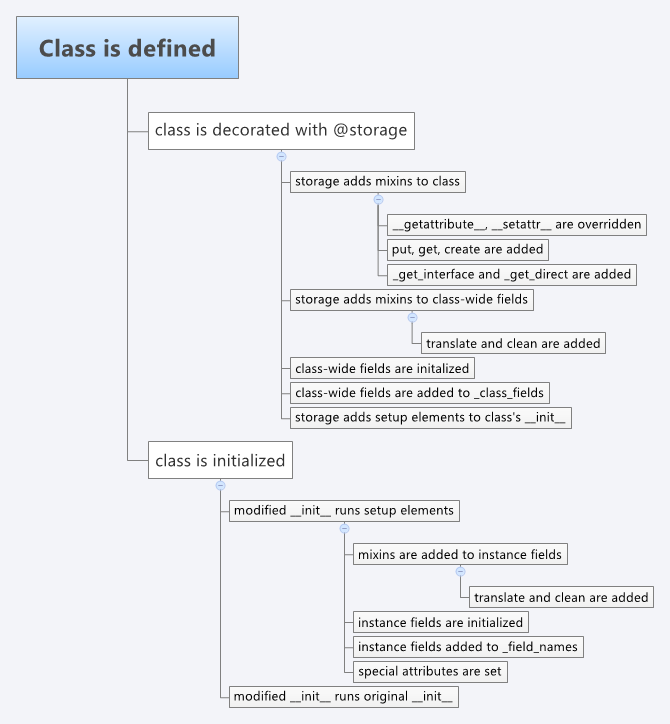 Class is defined
class is decorated with @storage
storage adds mixins to class
__getattribute__, __setattr__ are overridden
put, get, create are added
_get_interface and _get_direct are added
storage adds mixins to class-wide fields
translate and clean are added
class-wide fields are initalized
class-wide fields are added to _class_fields
storage adds setup elements to class's __init__
class is initialized
modified __init__ runs setup elements
mixins are added to instance fields
translate and clean are added
instance fields are initialized
instance fields added to _field_names
special attributes are set
modified __init__ runs original __init__